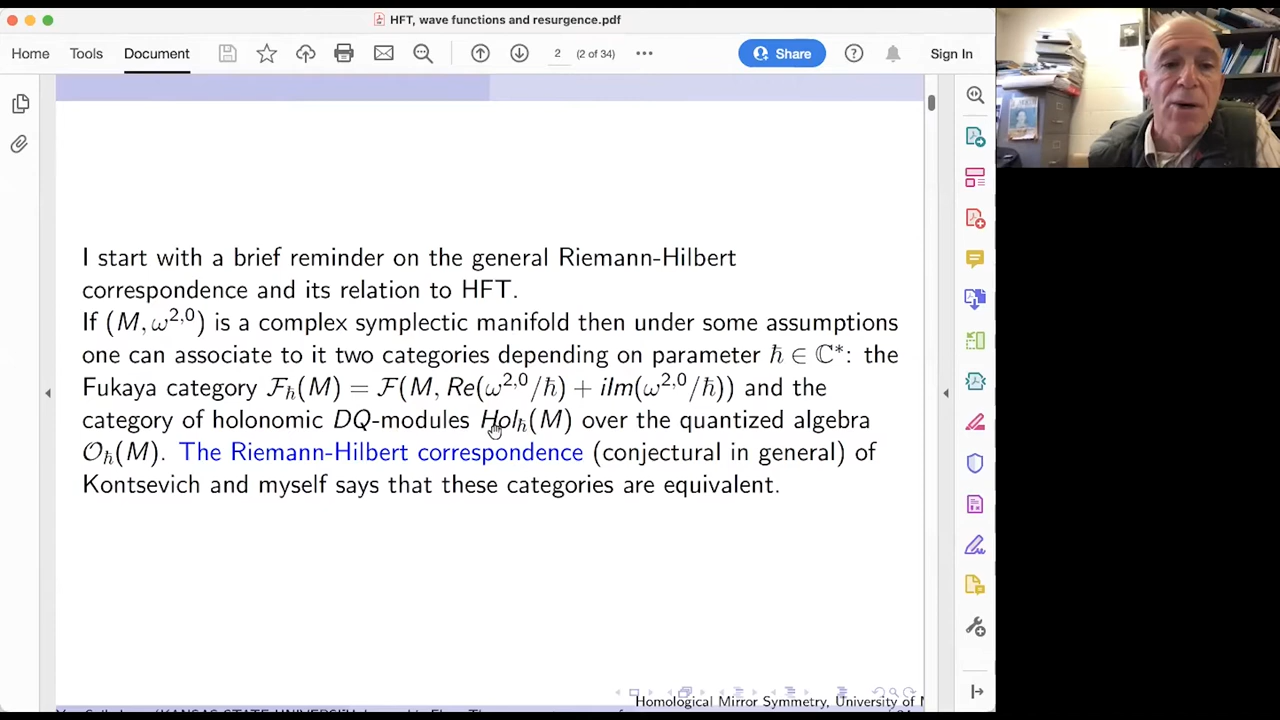 HFT, wave functions and resurgence.pdf
Home Tools Document 2 (2 of 34) Share Sign In
I start with a brief reminder on the general Riemann-Hilbert
correspondence and its relation to HFT.
If (M, ω^{2,0}) is a complex symplectic manifold then under some assumptions
one can associate to it two categories depending on parameter ℏ ∈ ℂ*: the
Fukaya category ℱ_ℏ(M) = ℱ(M, Re(ω^{2,0}/ℏ) + iIm(ω^{2,0}/ℏ)) and the
category of holonomic DQ-modules Hol_ℏ(M) over the quantized algebra
𝒪_ℏ(M). The Riemann-Hilbert correspondence (conjectural in general) of
Kontsevich and myself says that these categories are equivalent.
Homological Mirror Symmetry, University of